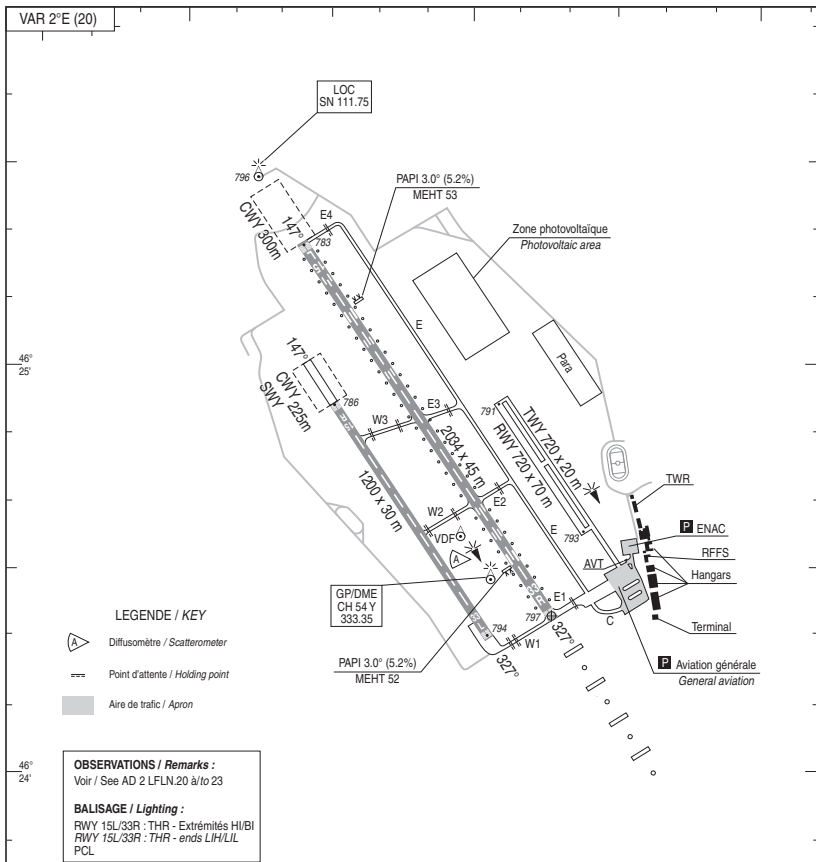 VAR 2°E (20)
LOC
SN 111.75
796
PAPI 3.0° (5.2%)
MEHT 53
CWY 300m
147°
783
E4
Zone photovoltaïque
Photovoltaic area
E
Para
46°
25'
147°
CWY 225m
SWY
786
W3
E3
791
TWY 720 x 20 m
RWY 720 x 70 m
2034 x 45 m
1200 x 30 m
TWR
W2
E2
VDF
E
793
P ENAC
RFFS
AVT
Hangars
A
GP/DME
CH 54 Y
333.35
E1
C
797
327°
Terminal
794
W1
327°
PAPI 3.0° (5.2%)
MEHT 52
P Aviation générale
General aviation
LEGENDE / KEY
A Diffusomètre / Scatterometer
Point d'attente / Holding point
Aire de trafic / Apron
46°
24'
OBSERVATIONS / Remarks :
Voir / See AD 2 LFLN.20 à/to 23
BALISAGE / Lighting :
RWY 15L/33R : THR - Extrémités HI/BI
RWY 15L/33R : THR - ends LIH/LIL
PCL